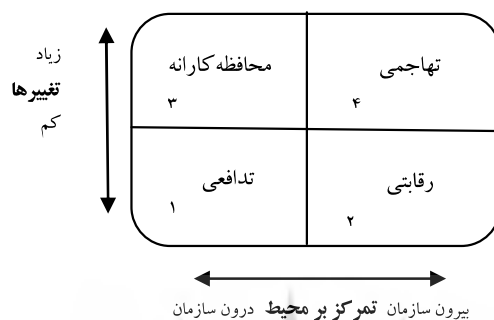 زیاد
تغییرها
کم
محافظه کارانه
۳
تهاجمی
۴
تدافعی
۱
رقابتی
۲
بیرون سازمان تمرکز بر محیط درون سازمان